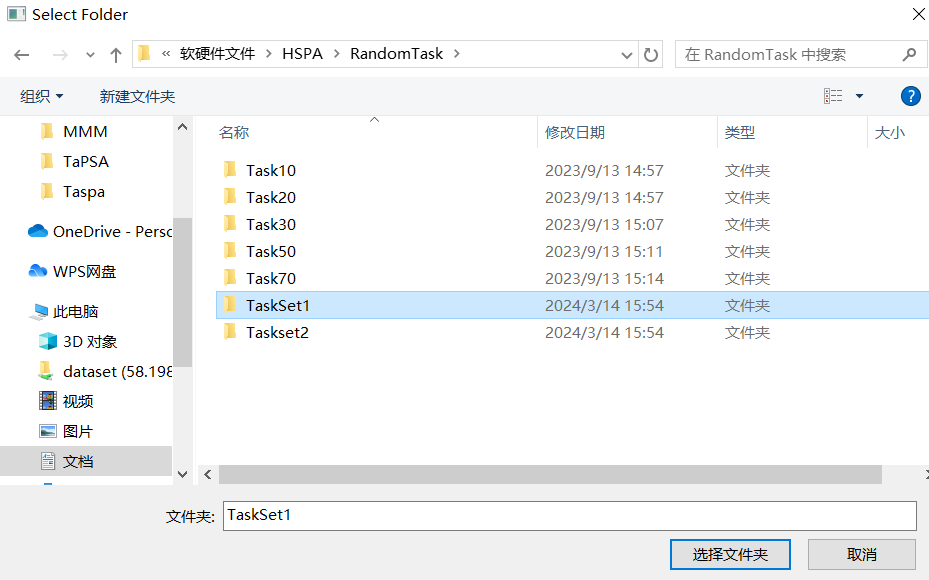 Select Folder
« 软硬件文件 > HSPA > RandomTask >
在 RandomTask 中搜索
组织
新建文件夹
?
MMM
TaPSA
Taspa
OneDrive - Perso
WPS网盘
此电脑
3D 对象
dataset (58.198
视频
图片
文档
名称 修改日期 类型 大小
Task10 2023/9/13 14:57 文件夹
Task20 2023/9/13 14:57 文件夹
Task30 2023/9/13 15:07 文件夹
Task50 2023/9/13 15:11 文件夹
Task70 2023/9/13 15:14 文件夹
TaskSet1 2024/3/14 15:54 文件夹
Taskset2 2024/3/14 15:54 文件夹
文件夹: TaskSet1
选择文件夹
取消